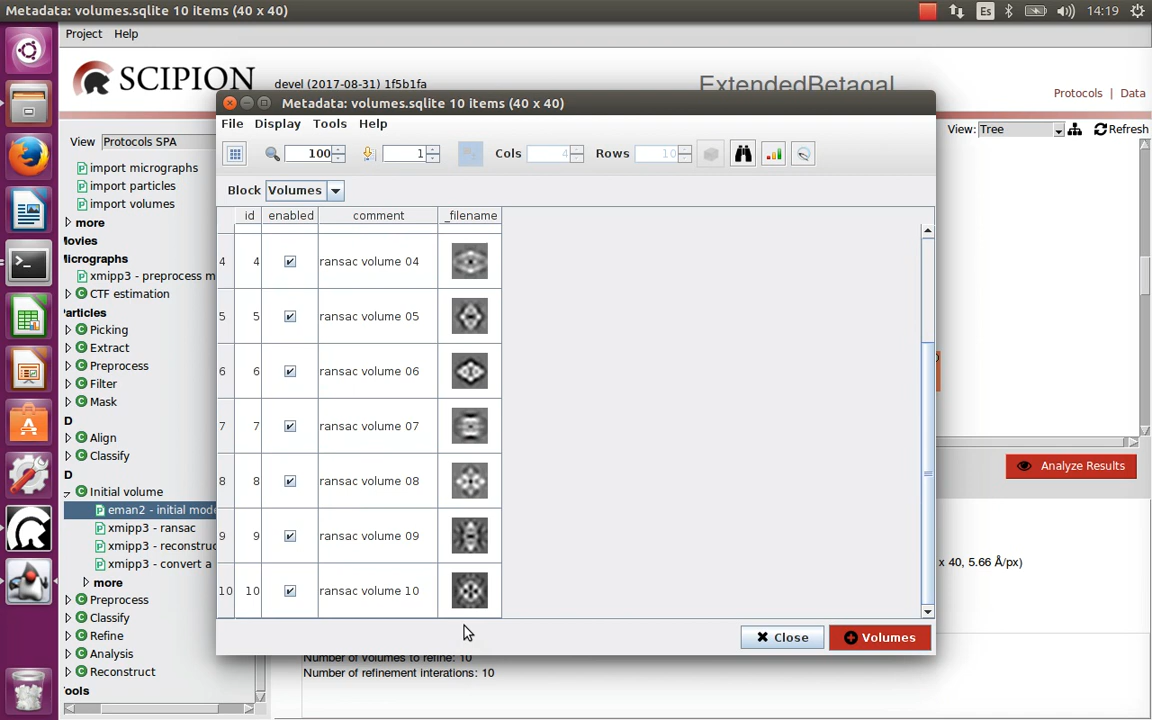 Metadata: volumes.sqlite 10 items (40 x 40)
Es
14:19
Project Help
SCIPION
devel (2017-08-31) 1f5b1fa
ExtendedBetagal
Protocols | Data
View Protocols SPA
View: Tree
Refresh
import micrographs
import particles
import volumes
more
Movies
Micrographs
xmipp3 - preprocess m
CTF estimation
Particles
Picking
Extract
Preprocess
Filter
Mask
D
Align
Classify
D
Initial volume
eman2 - initial mode
xmipp3 - ransac
xmipp3 - reconstruc
xmipp3 - convert a
more
Preprocess
Classify
Refine
Analysis
Reconstruct
Tools
Metadata: volumes.sqlite 10 items (40 x 40)
File Display Tools Help
100
1
Cols 4
Rows 10
Block Volumes
id enabled comment _filename
4 4 ransac volume 04
5 5 ransac volume 05
6 6 ransac volume 06
7 7 ransac volume 07
8 8 ransac volume 08
9 9 ransac volume 09
10 10 ransac volume 10
Close
Volumes
Analyze Results
x 40, 5.66 Å/px)
Number of volumes to refine: 10
Number of refinement interations: 10